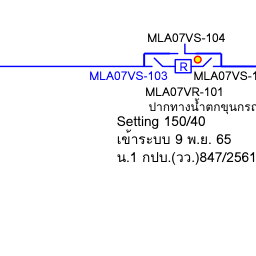 MLA07VS-104
R
MLA07VS-103 MLA07VS-1
MLA07VR-101
ปากทางน้ำตกขุนกรณ
Setting 150/40
เข้าระบบ 9 พ.ย. 65
น.1 กปบ.(วว.)847/2561